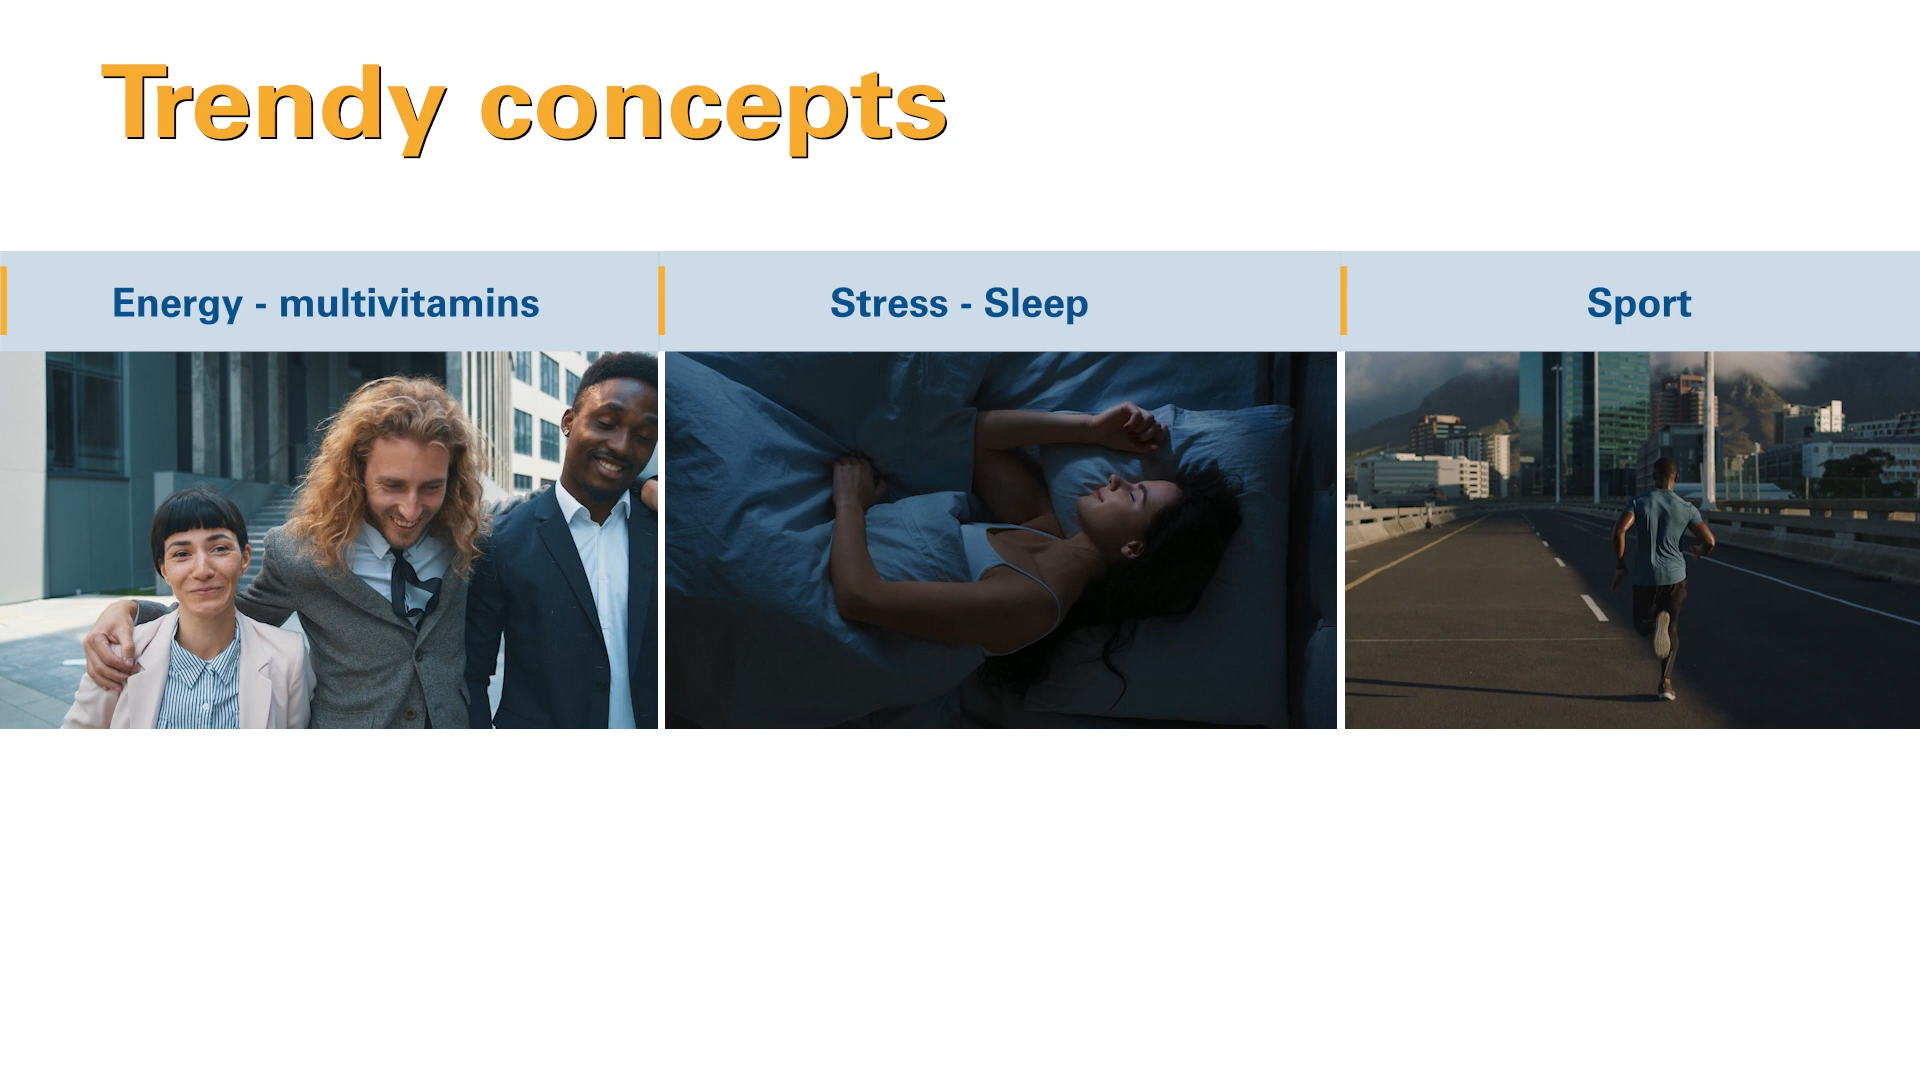 Trendy concepts
Energy - multivitamins
Stress - Sleep
Sport